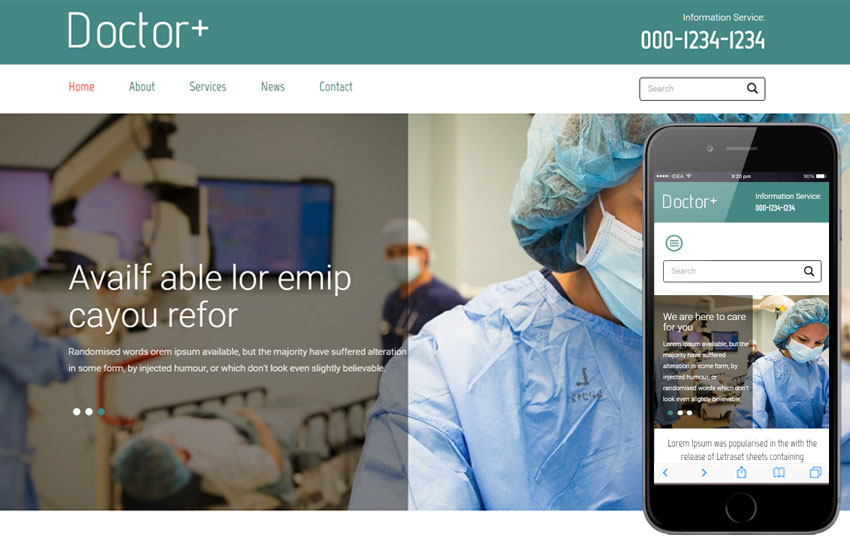 Doctor+
Information Service:
000-1234-1234
Home About Services News Contact
Search
Availf able lor emip
cayou refor
Randomised words orem Ipsum available, but the majority have suffered alteration
in some form, by injected humour, or which don't look even slightly believable.
IDEA 9:20 pm 90%
Doctor+
Information Service:
000-1234-1234
Search
We are here to care
for you
Lorem Ipsum available, but the
majority have suffered
alteration in some form, by
injected humour, or
randomised words which don't
look even slightly believable.
Lorem Ipsum was popularised in the with the
release of Letraset sheets containing